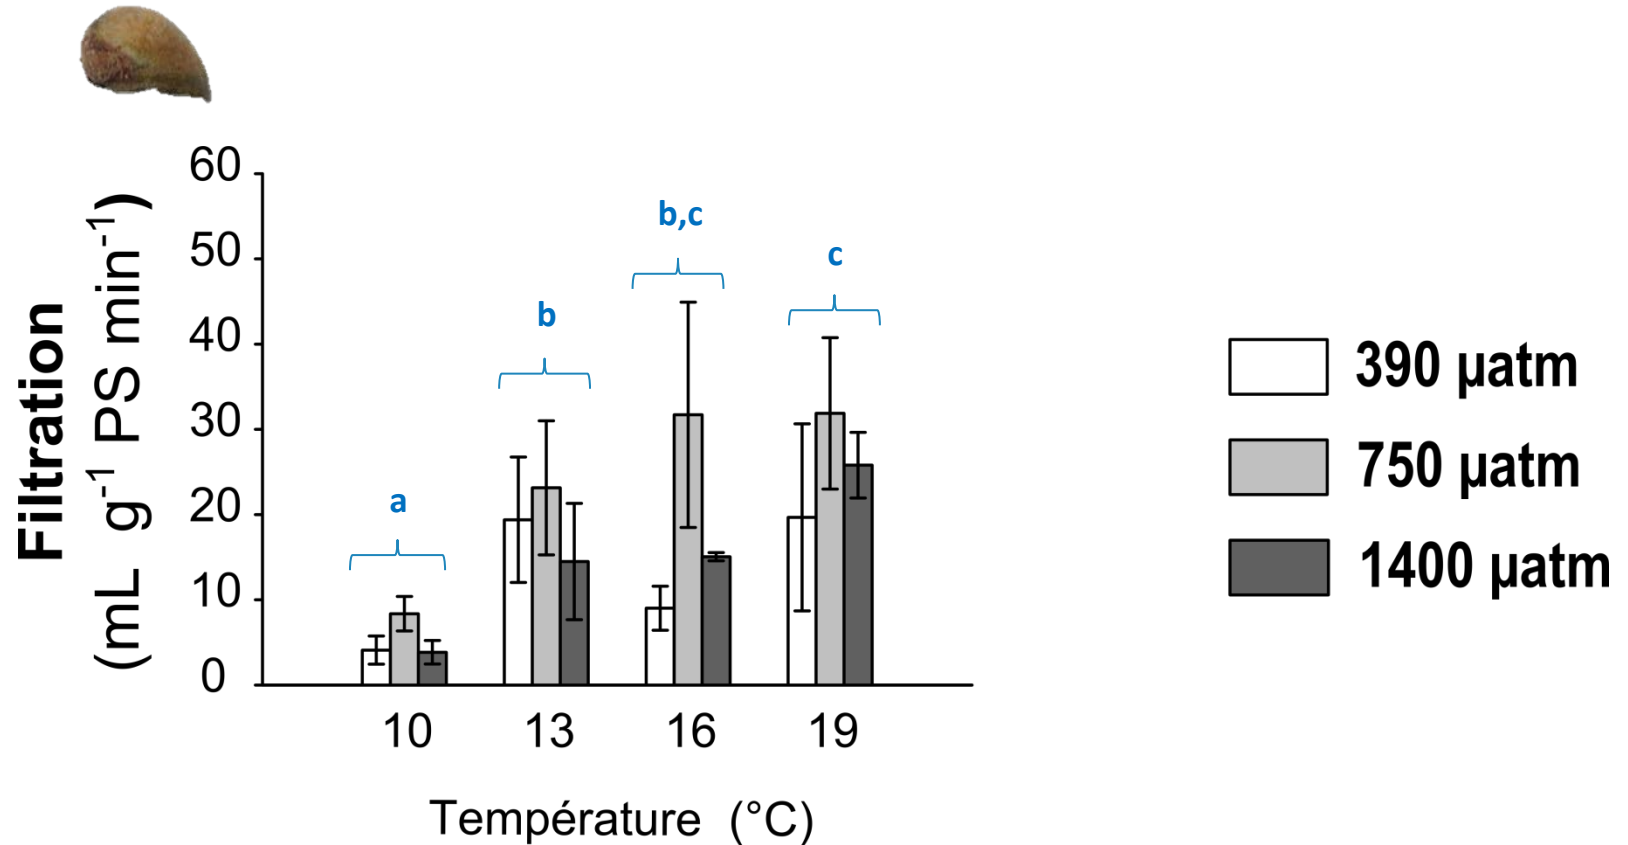 Filtration
(mL g⁻¹ PS min⁻¹)
60
50
40
30
20
10
0
a
b
b,c
c
10 13 16 19
Température (°C)
390 µatm
750 µatm
1400 µatm